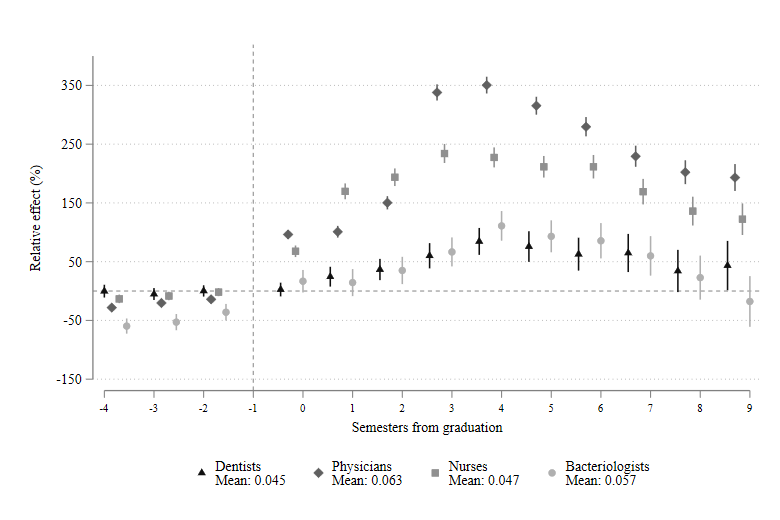 Relative effect (%)
350
250
150
50
-50
-150
-4 -3 -2 -1 0 1 2 3 4 5 6 7 8 9
Semesters from graduation
Dentists
Mean: 0.045
Physicians
Mean: 0.063
Nurses
Mean: 0.047
Bacteriologists
Mean: 0.057